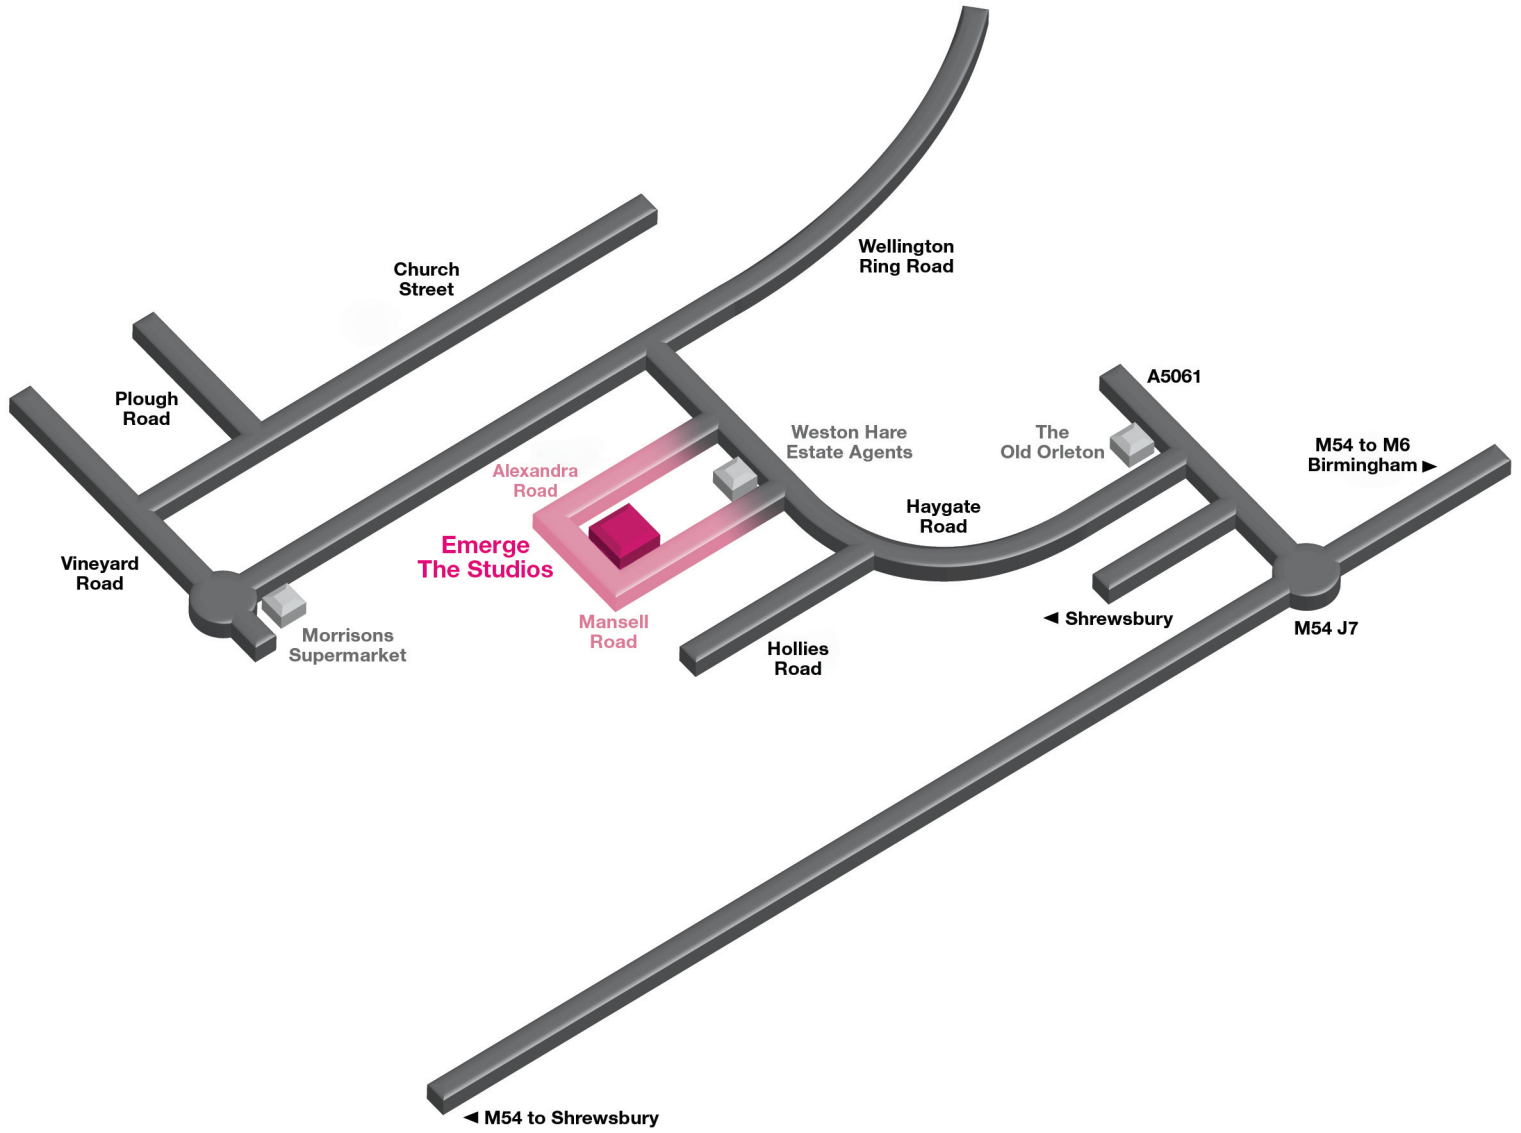 Wellington
Ring Road
Church
Street
A5061
Plough
Road
Weston Hare
Estate Agents
The
Old Orleton
M54 to M6
Birmingham ►
Alexandra
Road
Haygate
Road
Emerge
The Studios
Vineyard
Road
◄ Shrewsbury
M54 J7
Mansell
Road
Morrisons
Supermarket
Hollies
Road
◄ M54 to Shrewsbury